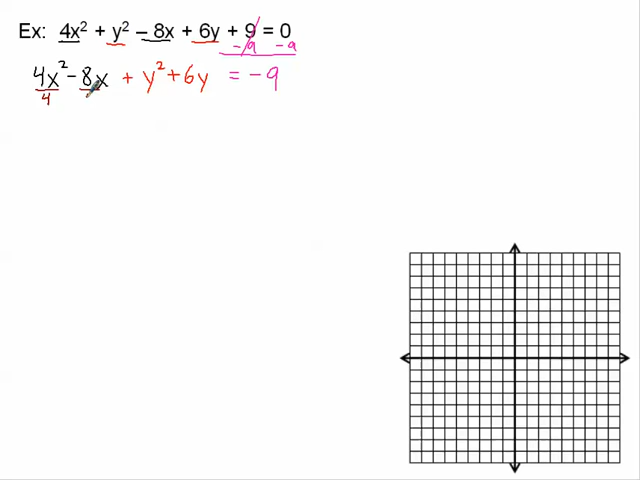 Ex: 4x² + y² – 8x + 6y + 9 = 0
-9 -9
4x² - 8x + y² + 6y = -9
4